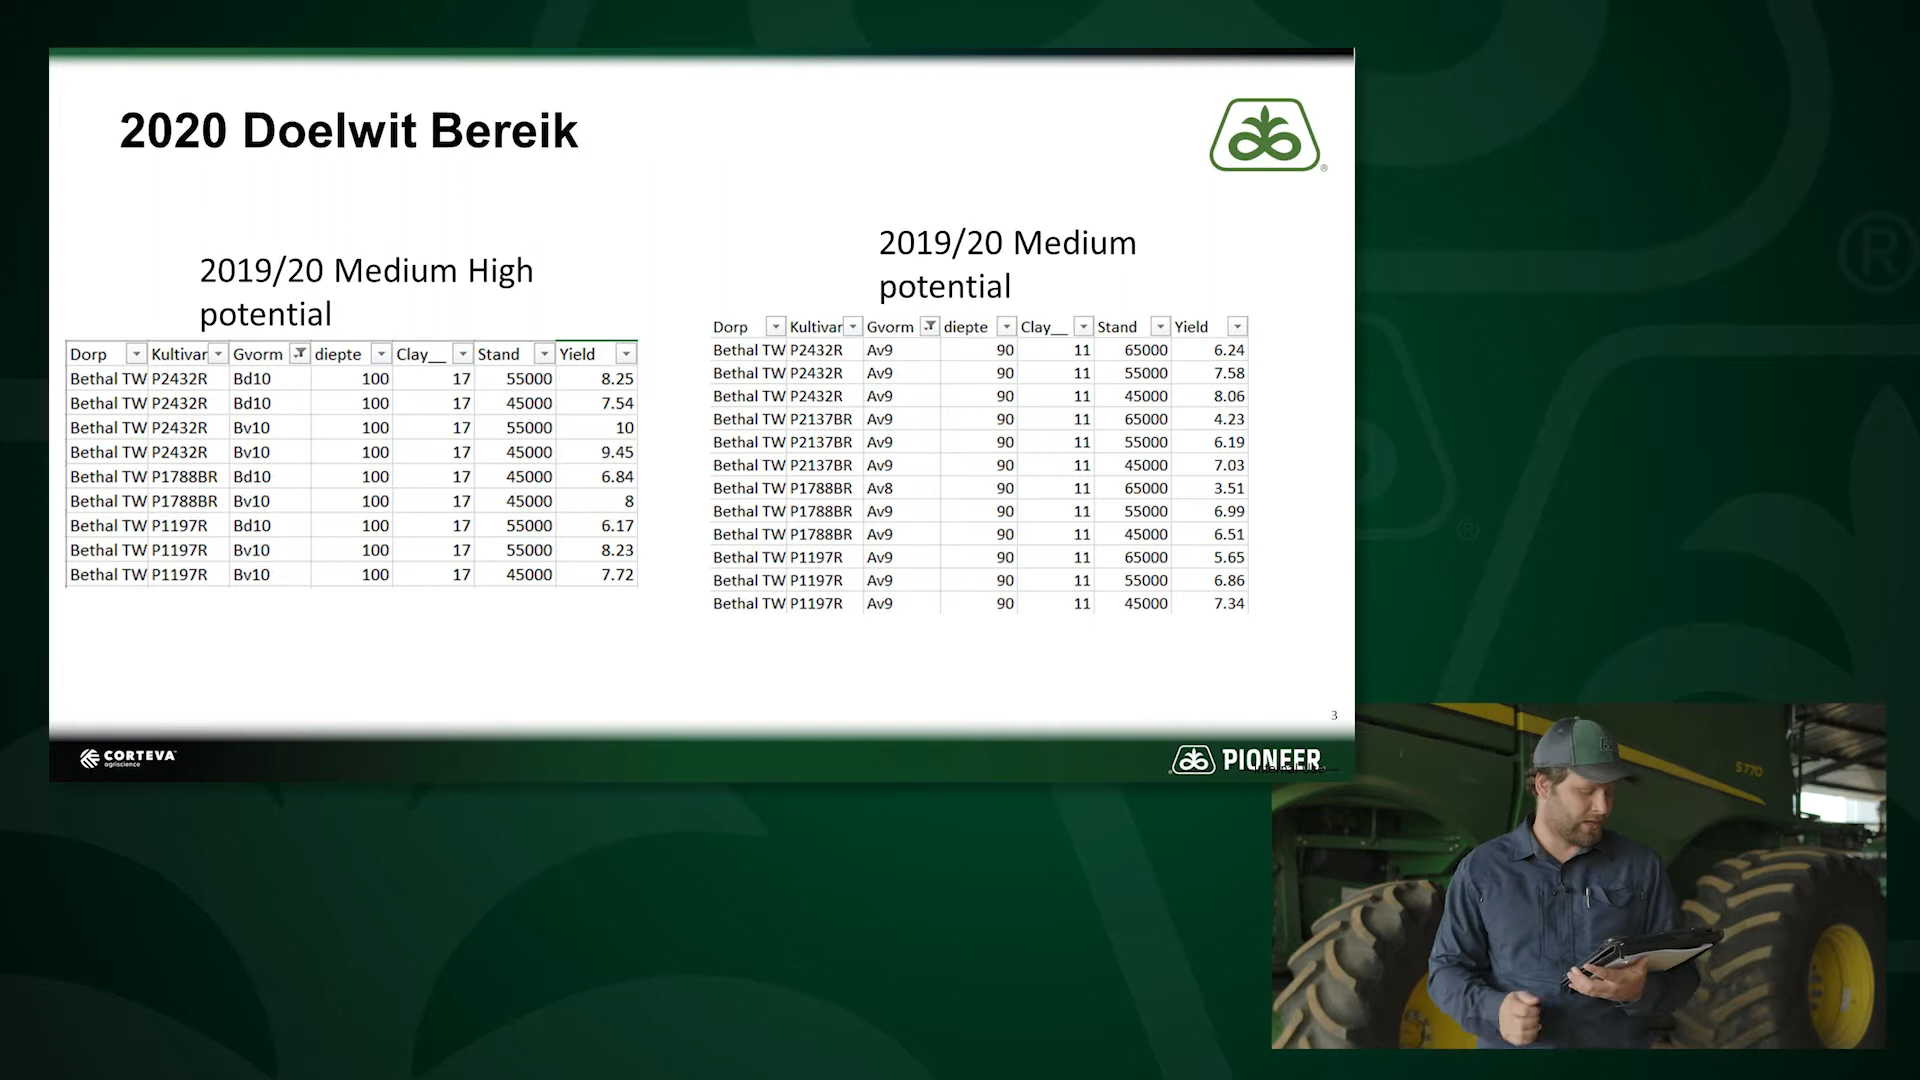 2020 Doelwit Bereik
®
2019/20 Medium High
potential
Dorp Kultivar Gvorm diepte Clay__ Stand Yield
Bethal TW P2432R Bd10 100 17 55000 8.25
Bethal TW P2432R Bd10 100 17 45000 7.54
Bethal TW P2432R Bv10 100 17 55000 10
Bethal TW P2432R Bv10 100 17 45000 9.45
Bethal TW P1788BR Bd10 100 17 45000 6.84
Bethal TW P1788BR Bv10 100 17 45000 8
Bethal TW P1197R Bd10 100 17 55000 6.17
Bethal TW P1197R Bv10 100 17 55000 8.23
Bethal TW P1197R Bv10 100 17 45000 7.72
2019/20 Medium
potential
Dorp Kultivar Gvorm diepte Clay__ Stand Yield
Bethal TW P2432R Av9 90 11 65000 6.24
Bethal TW P2432R Av9 90 11 55000 7.58
Bethal TW P2432R Av9 90 11 45000 8.06
Bethal TW P2137BR Av9 90 11 65000 4.23
Bethal TW P2137BR Av9 90 11 55000 6.19
Bethal TW P2137BR Av9 90 11 45000 7.03
Bethal TW P1788BR Av8 90 11 65000 3.51
Bethal TW P1788BR Av9 90 11 55000 6.99
Bethal TW P1788BR Av9 90 11 45000 6.51
Bethal TW P1197R Av9 90 11 65000 5.65
Bethal TW P1197R Av9 90 11 55000 6.86
Bethal TW P1197R Av9 90 11 45000 7.34
3
CORTEVA™
agriscience
PIONEER
Internal Use
S770